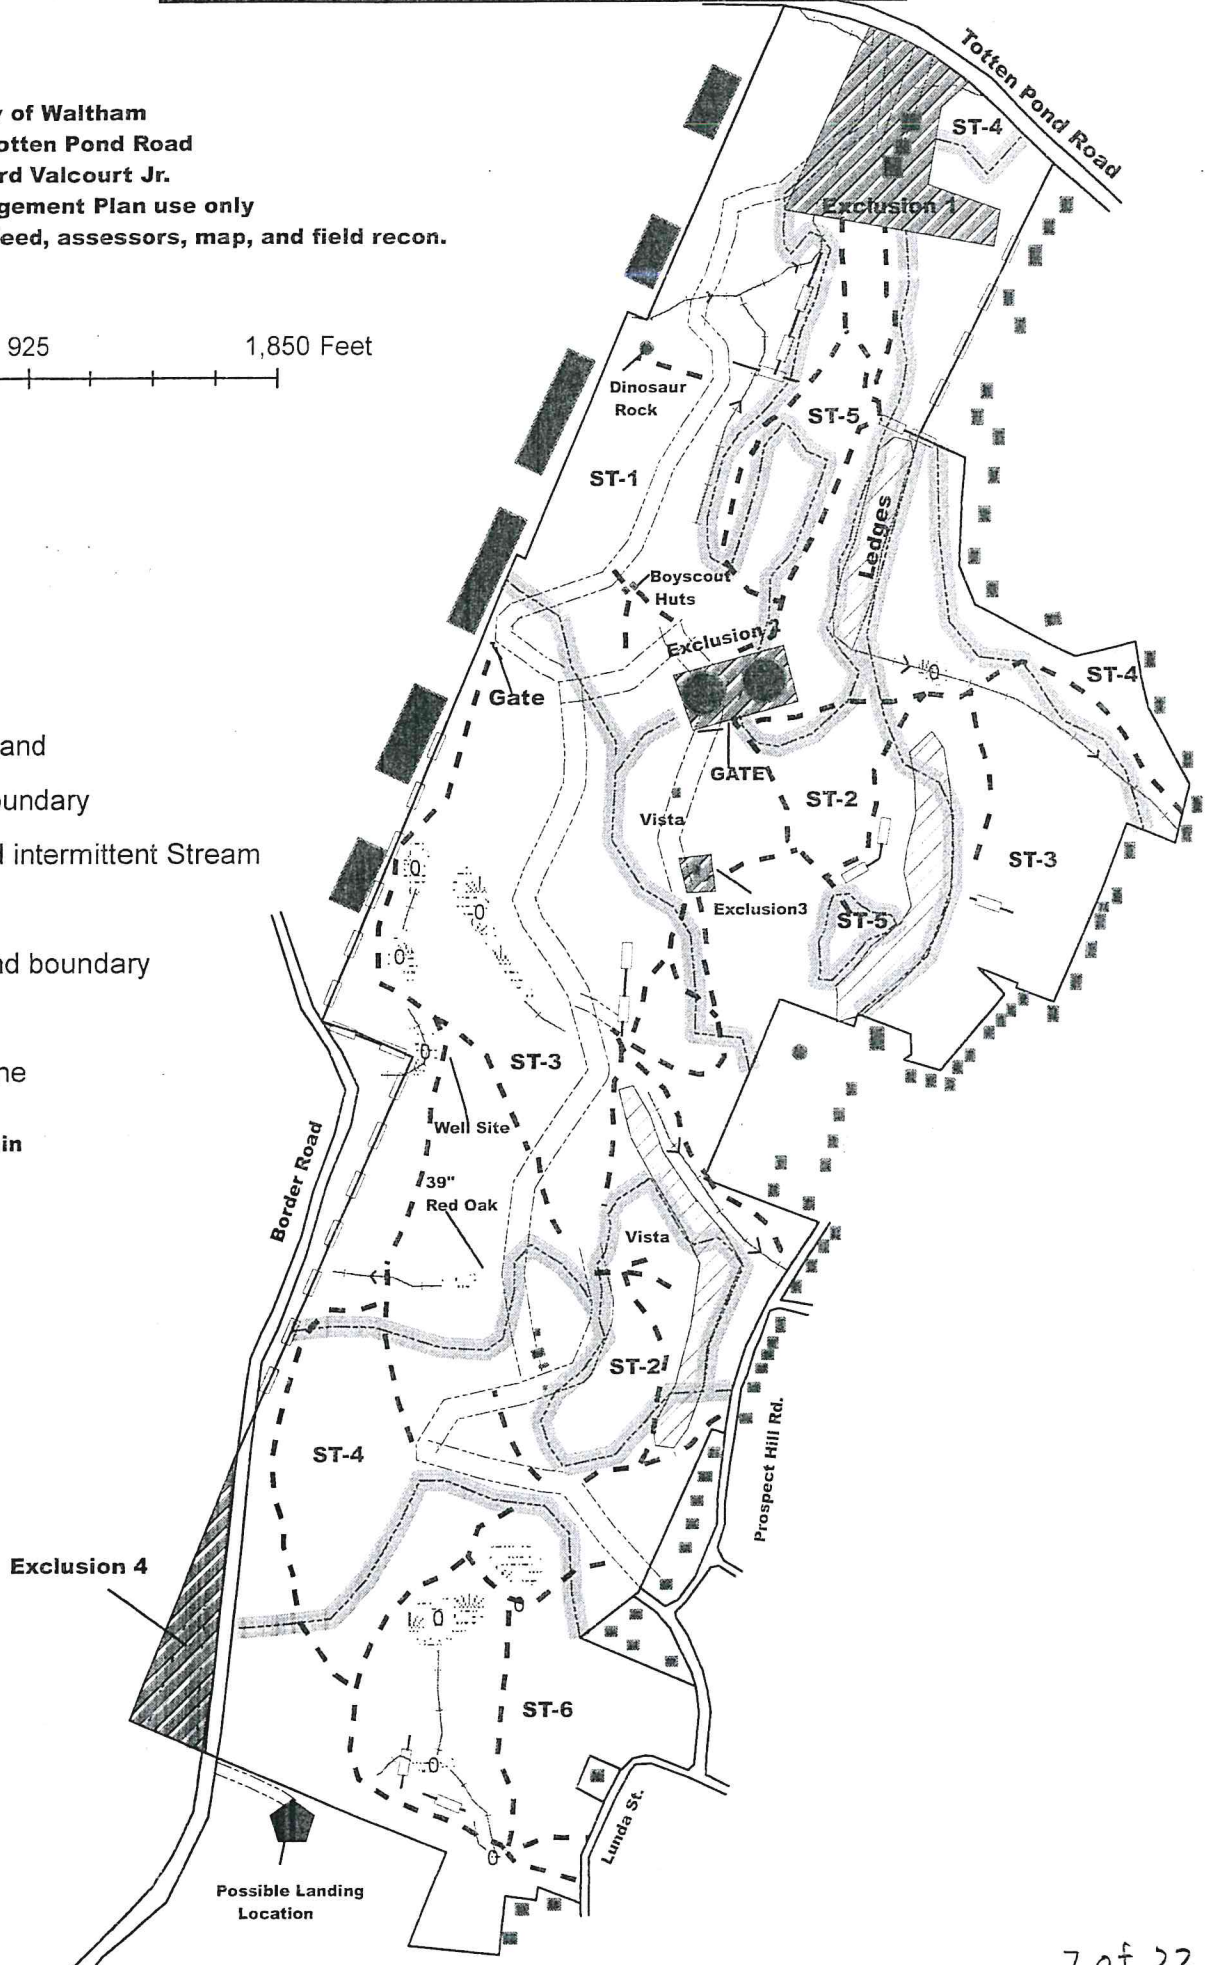 y of Waltham
otten Pond Road
rd Valcourt Jr.
gement Plan use only
eed, assessors, map, and field recon.
925
1,850 Feet
Totten Pond Road
ST-4
Exclusion 1
Dinosaur
Rock
ST-5
ST-1
Ledges
Boyscout
Huts
Exclusion 2
Gate
ST-4
and
GATE
oundary
ST-2
Vista
d intermittent Stream
ST-3
Exclusion3
ST-5
nd boundary
ST-3
ne
Well Site
in
Border Road
39"
Red Oak
Vista
ST-2
Prospect Hill Rd.
ST-4
Exclusion 4
ST-6
Lunda St.
Possible Landing
Location
7 of 22